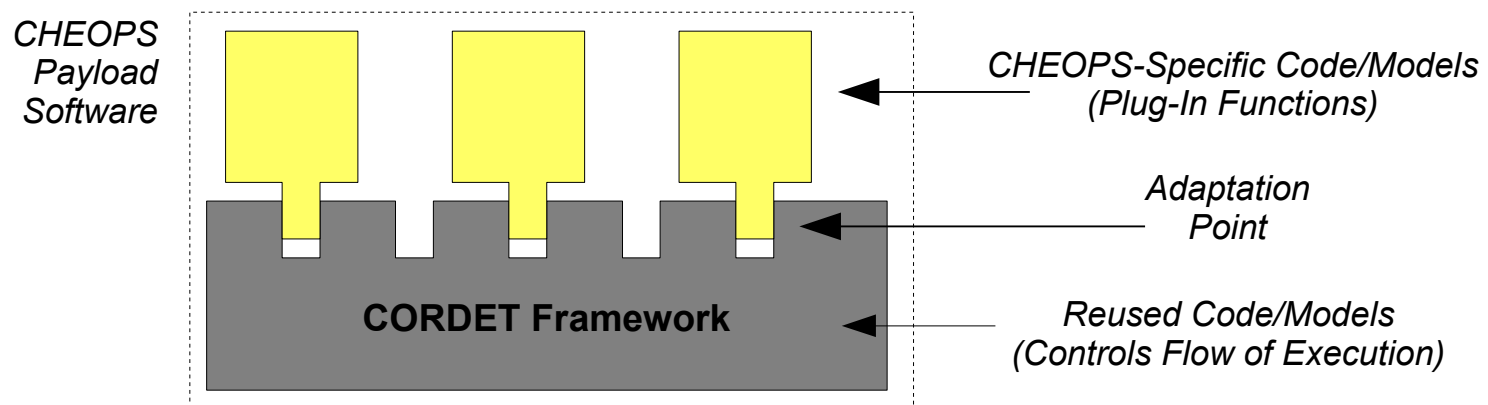 CHEOPS
Payload
Software
CHEOPS-Specific Code/Models
(Plug-In Functions)
Adaptation
Point
CORDET Framework
Reused Code/Models
(Controls Flow of Execution)